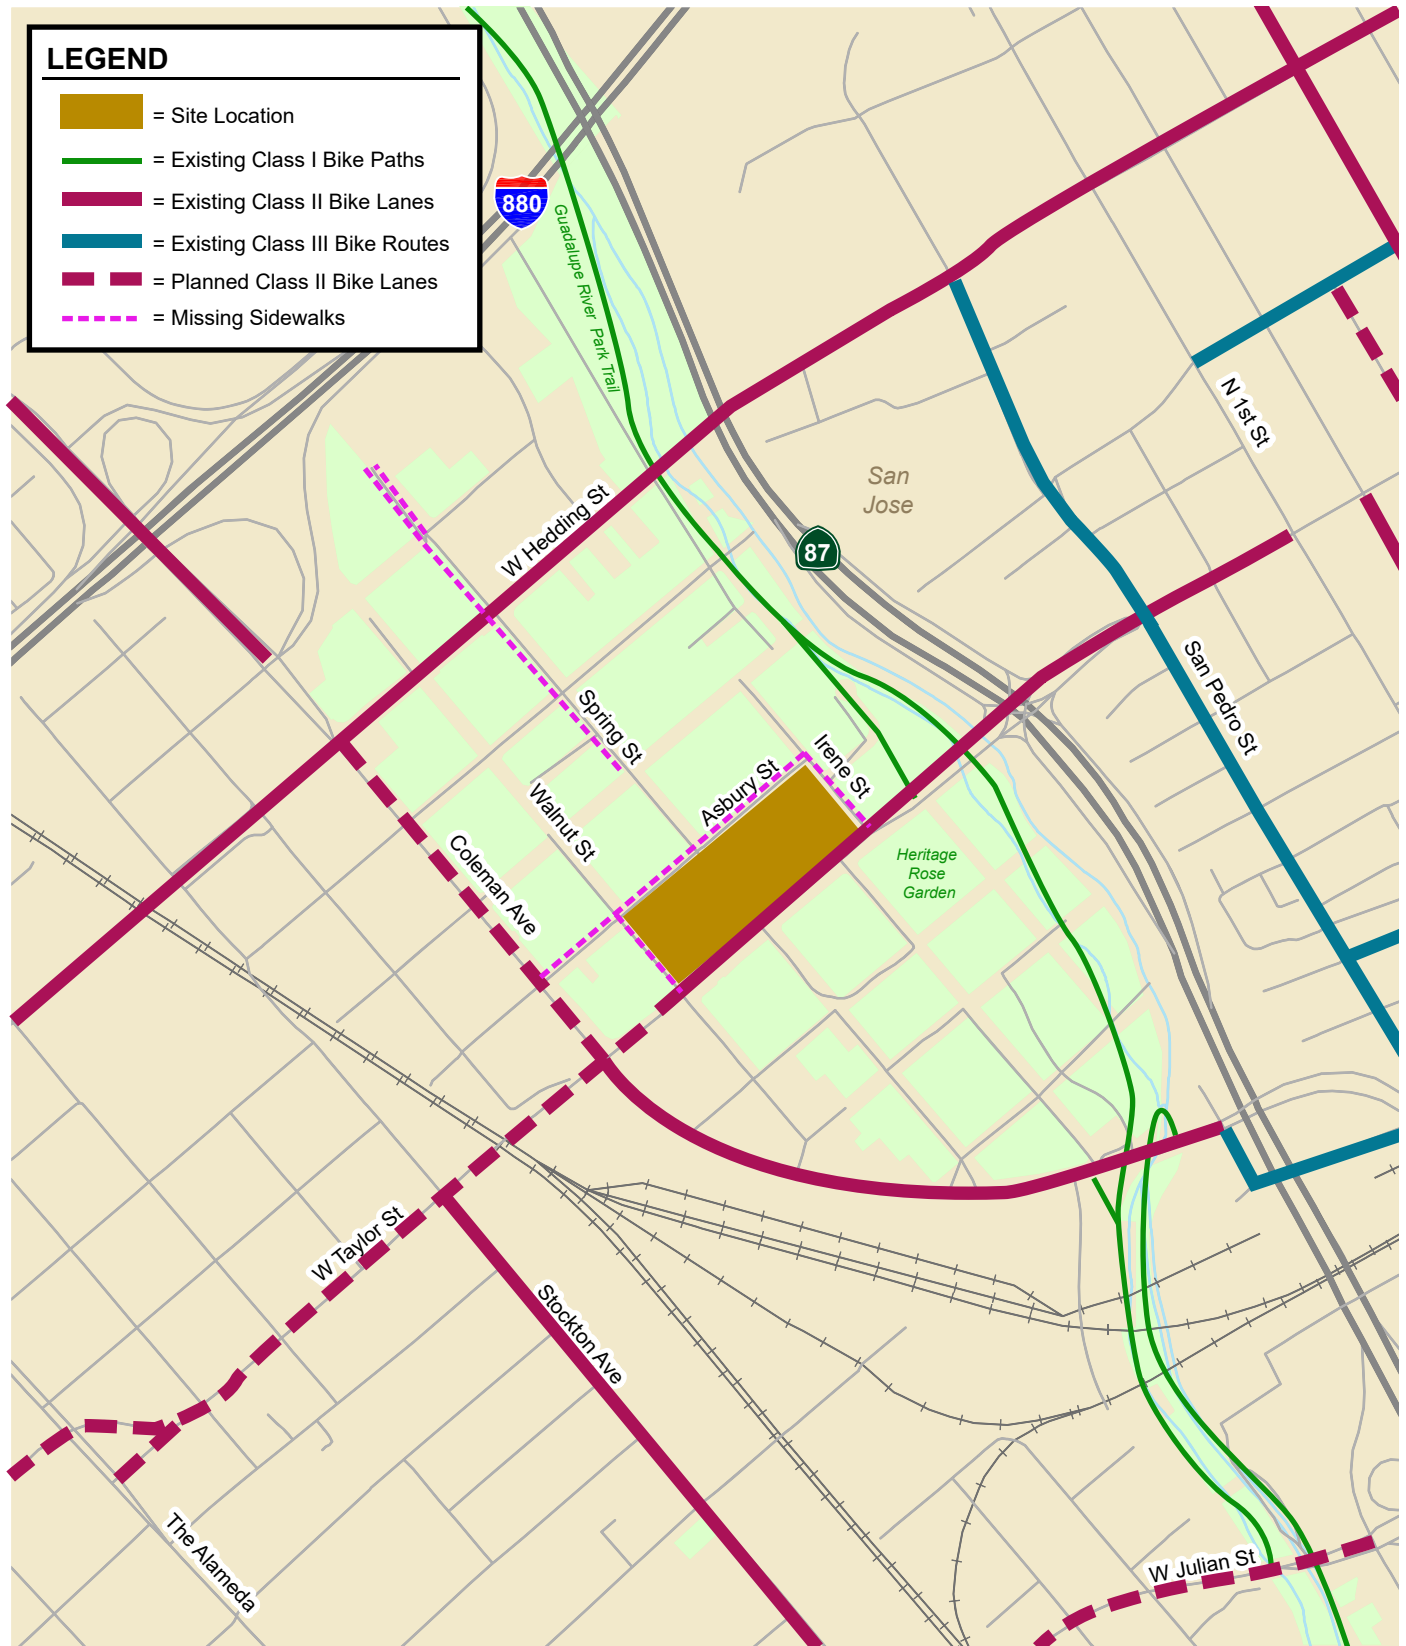 LEGEND
= Site Location
= Existing Class I Bike Paths
= Existing Class II Bike Lanes
= Existing Class III Bike Routes
= Planned Class II Bike Lanes
= Missing Sidewalks
880
Guadalupe River Park Trail
N 1st St
San
Jose
W Hedding St
87
San Pedro St
Spring St
Irene St
Asbury St
Walnut St
Coleman Ave
Heritage
Rose
Garden
W Taylor St
Stockton Ave
The Alameda
W Julian St